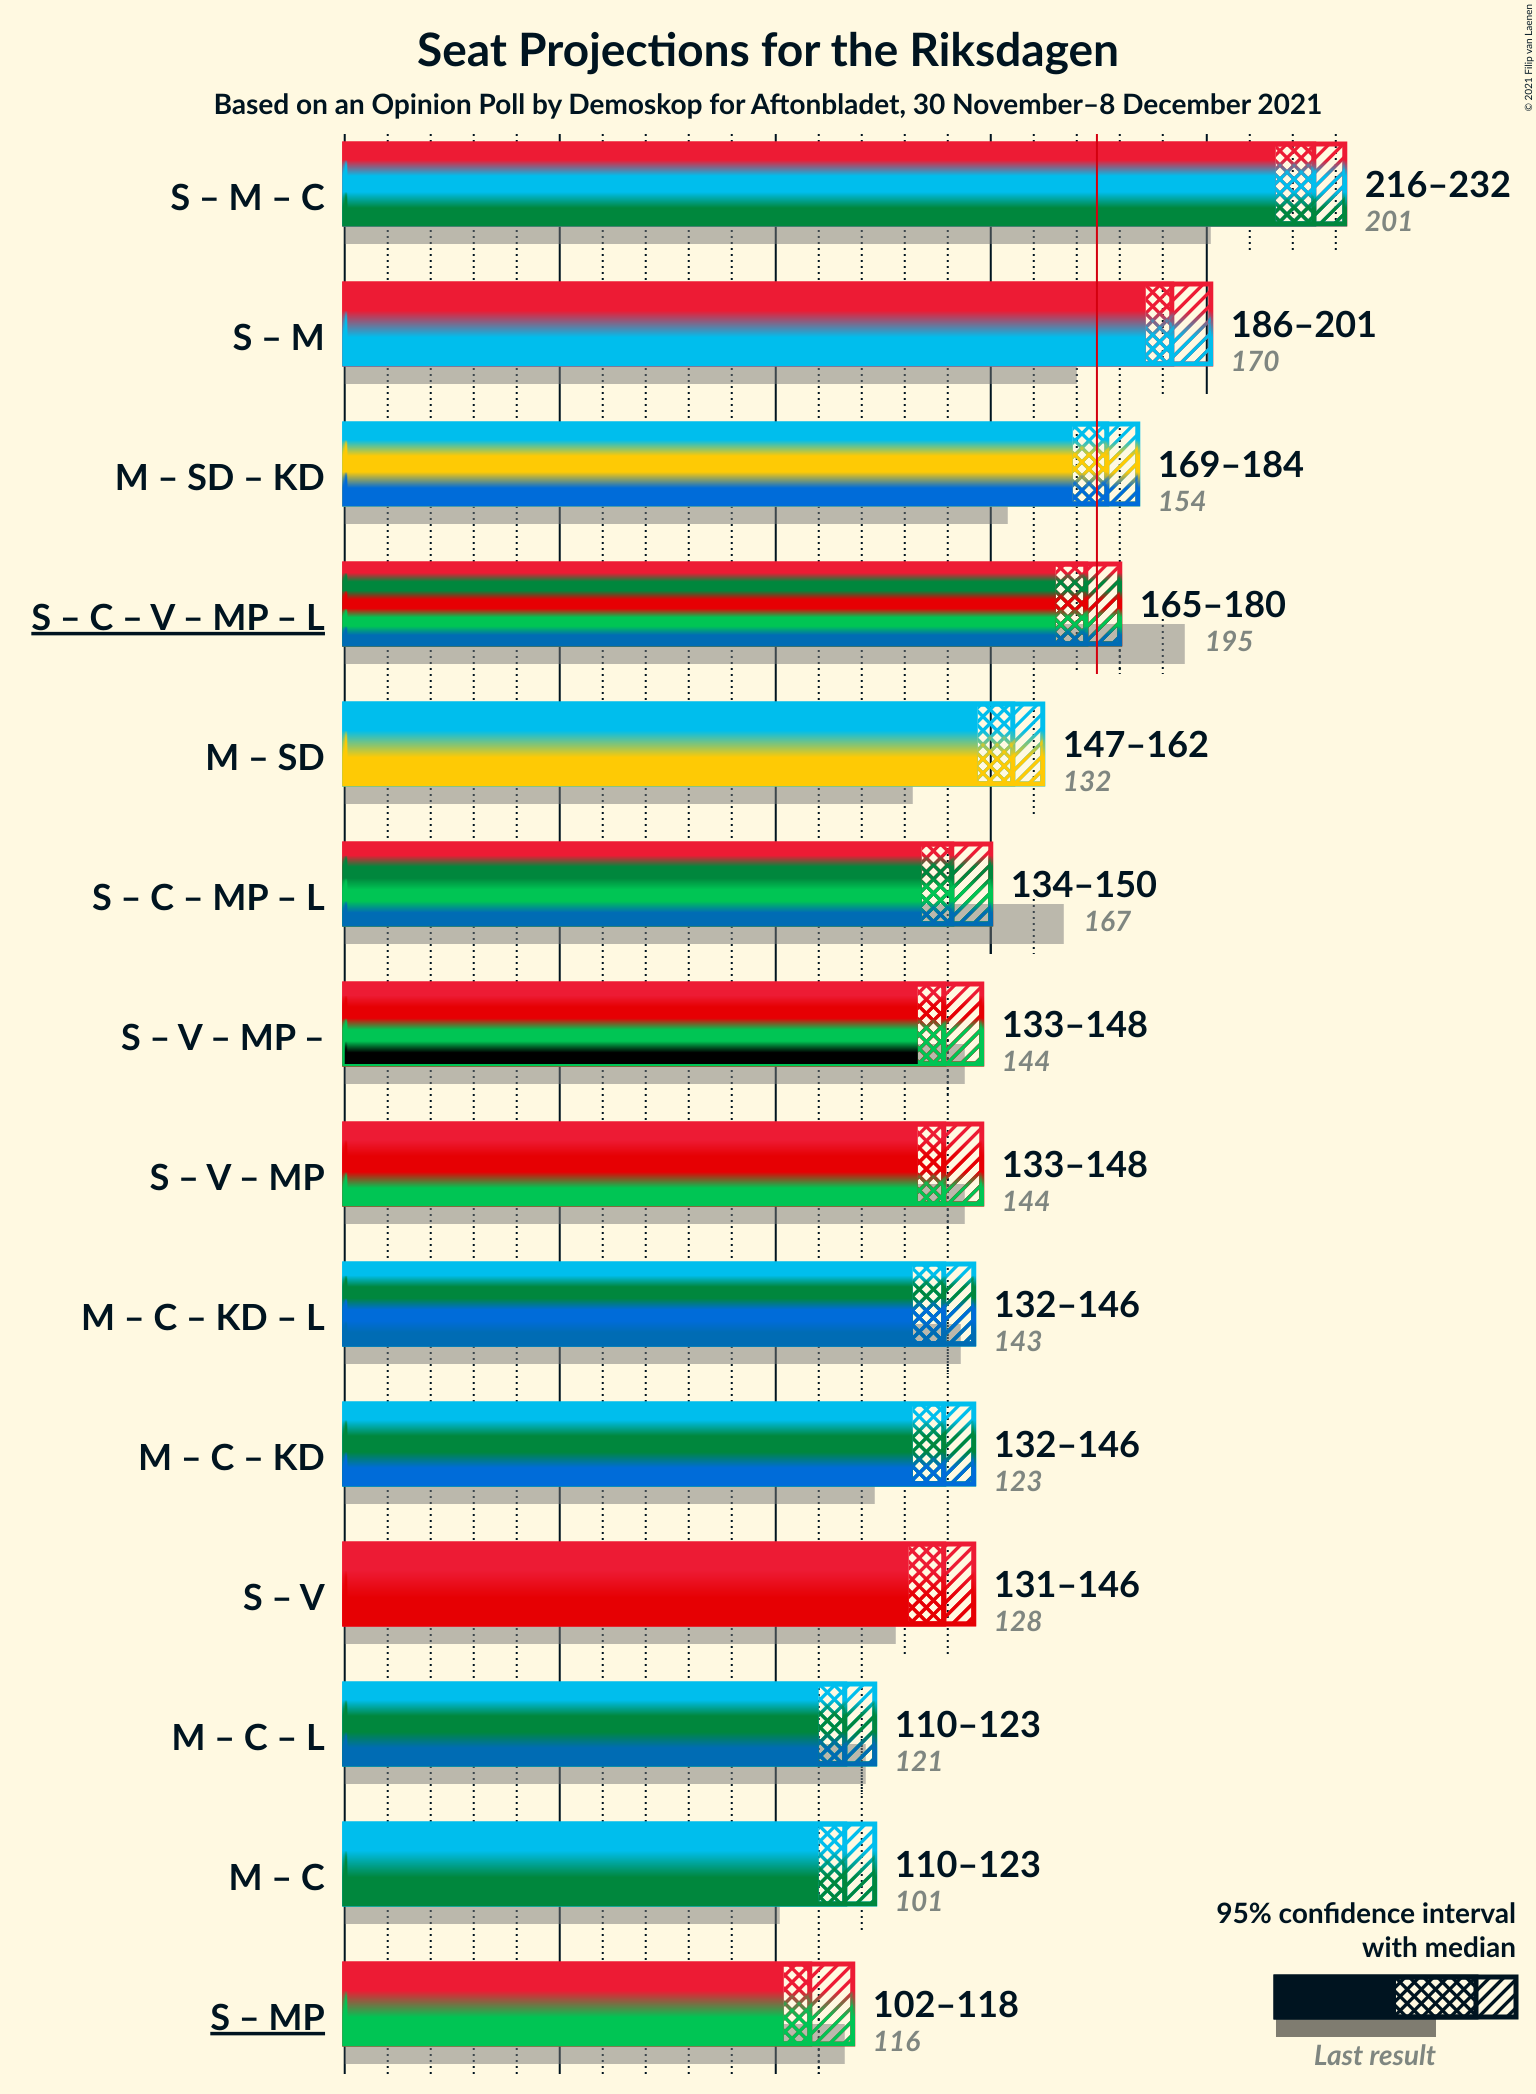 Seat Projections for the Riksdagen
Based on an Opinion Poll by Demoskop for Aftonbladet, 30 November–8 December 2021
© 2021 Filip van Laenen
S – M – C
216–232
201
S – M
186–201
170
M – SD – KD
169–184
154
S – C – V – MP – L
165–180
195
M – SD
147–162
132
S – C – MP – L
134–150
167
S – V – MP –
133–148
144
S – V – MP
133–148
144
M – C – KD – L
132–146
143
M – C – KD
132–146
123
S – V
131–146
128
M – C – L
110–123
121
M – C
110–123
101
S – MP
102–118
116
95% confidence interval
with median
Last result